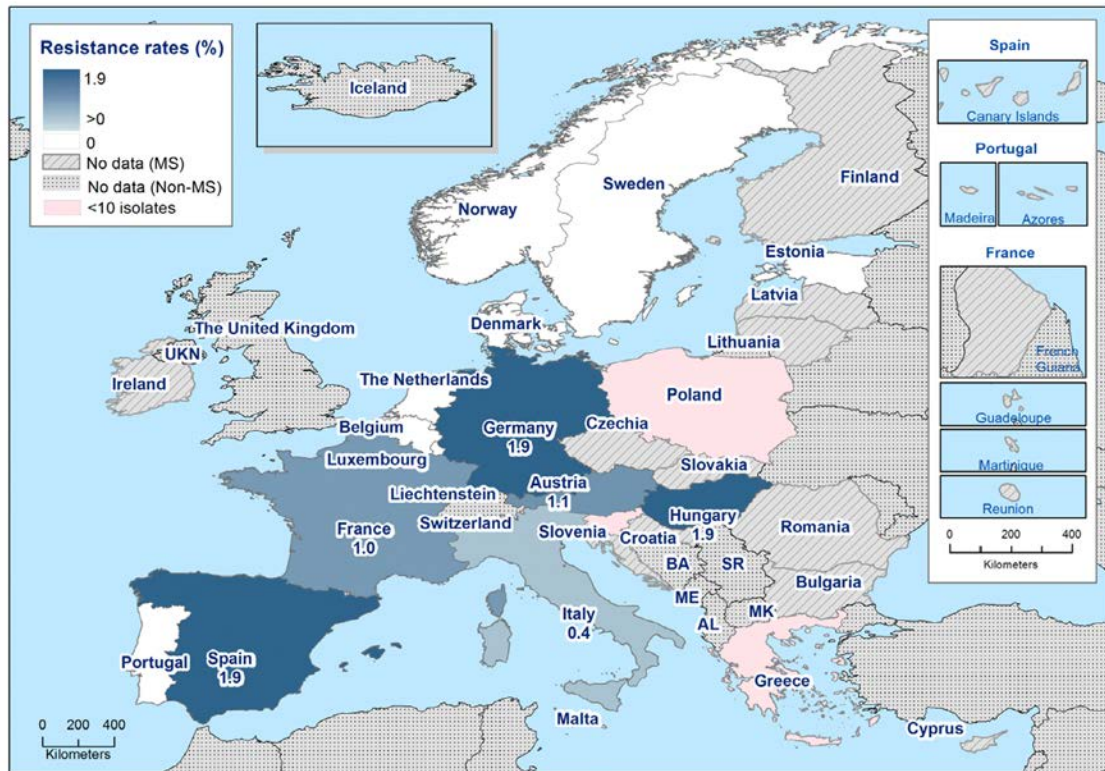 Resistance rates (%)
1.9
>0
0
No data (MS)
No data (Non-MS)
<10 isolates
Iceland
Spain
Canary Islands
Portugal
Madeira
Azores
France
French
Guiana
Guadeloupe
Martinique
Reunion
0 200 400
Kilometers
Finland
Sweden
Norway
Estonia
Latvia
Denmark
Lithuania
The United Kingdom
UKN
Ireland
The Netherlands
Poland
Belgium
Germany
1.9
Czechia
Luxembourg
Slovakia
Liechtenstein
Austria
1.1
Switzerland
Slovenia
Hungary
1.9
Romania
France
1.0
Croatia
BA
SR
Bulgaria
ME
MK
AL
Italy
0.4
Portugal
Spain
1.9
Greece
Malta
Cyprus
0 200 400
Kilometers